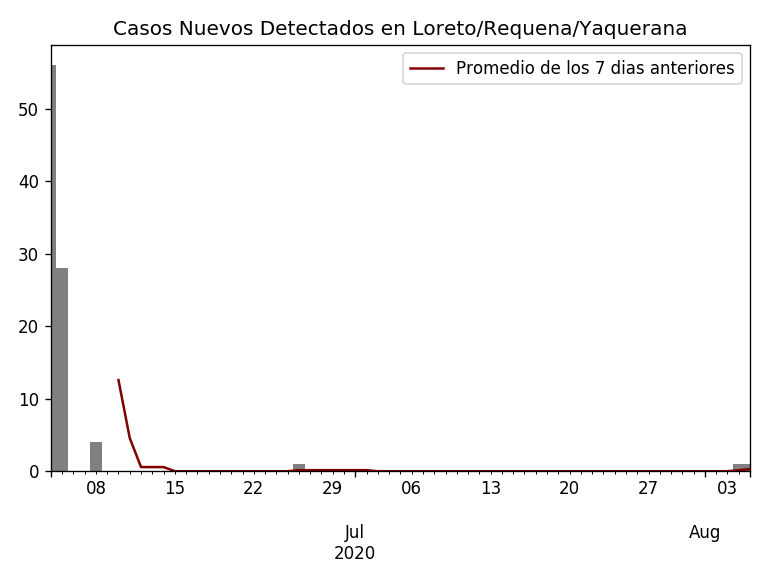 Casos Nuevos Detectados en Loreto/Requena/Yaquerana
Promedio de los 7 dias anteriores
50
40
30
20
10
0
08 15 22 29 06 13 20 27 03
Jul Aug
2020